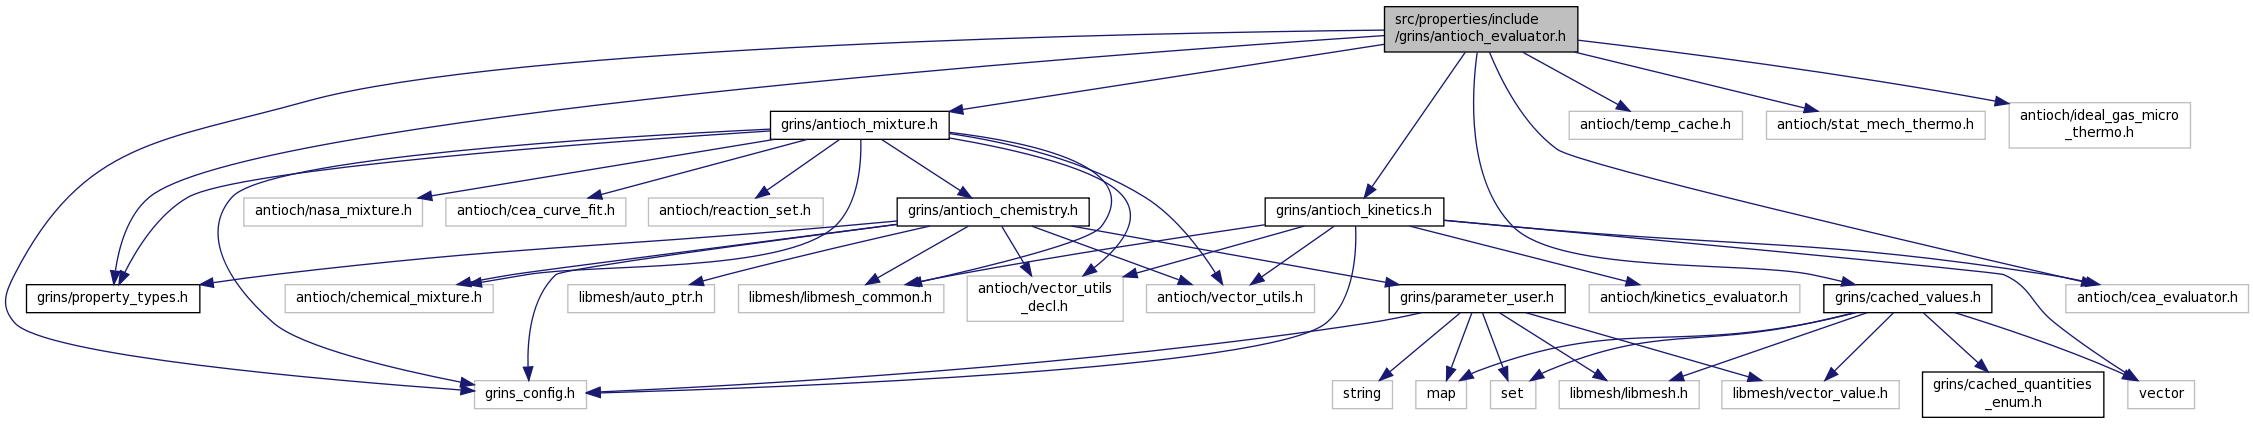 src/properties/include
/grins/antioch_evaluator.h
grins/antioch_mixture.h
antioch/temp_cache.h
antioch/stat_mech_thermo.h
antioch/ideal_gas_micro
_thermo.h
antioch/nasa_mixture.h
antioch/cea_curve_fit.h
antioch/reaction_set.h
grins/antioch_chemistry.h
grins/antioch_kinetics.h
grins/property_types.h
antioch/chemical_mixture.h
libmesh/auto_ptr.h
libmesh/libmesh_common.h
antioch/vector_utils
_decl.h
antioch/vector_utils.h
grins/parameter_user.h
antioch/kinetics_evaluator.h
grins/cached_values.h
antioch/cea_evaluator.h
grins_config.h
string
map
set
libmesh/libmesh.h
libmesh/vector_value.h
grins/cached_quantities
_enum.h
vector